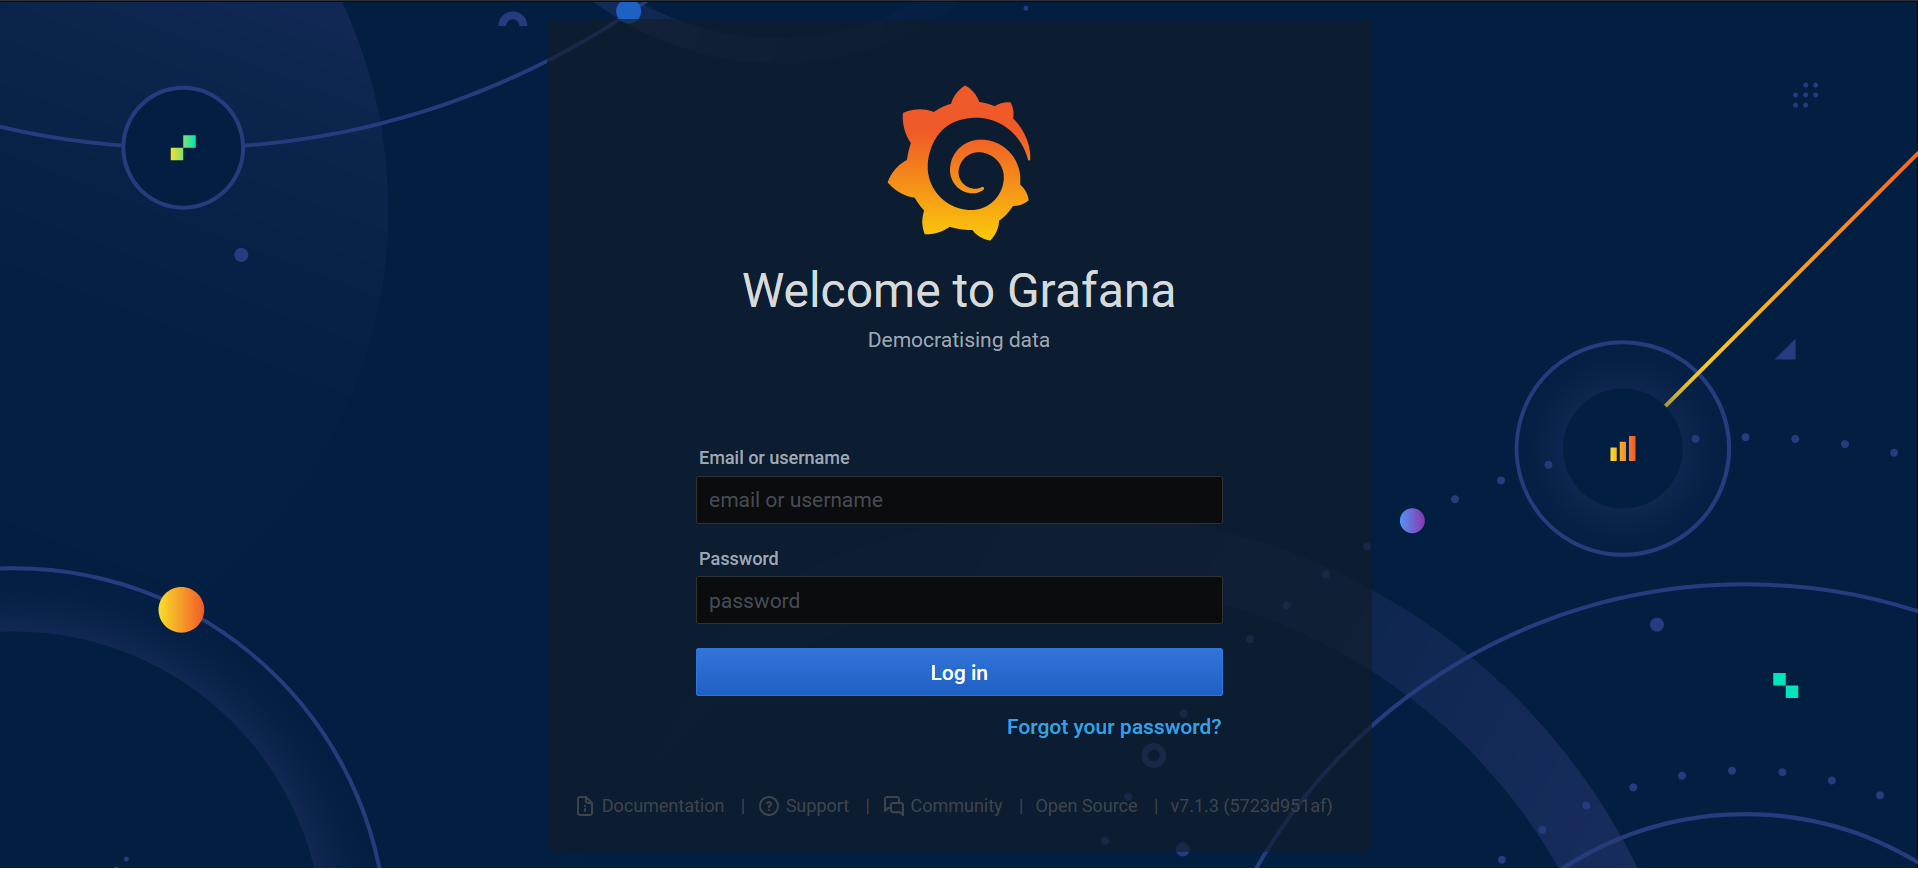 Welcome to Grafana
Democratising data
Email or username
email or username
Password
password
Log in
Forgot your password?
Documentation | Support | Community | Open Source | v7.1.3 (5723d951af)